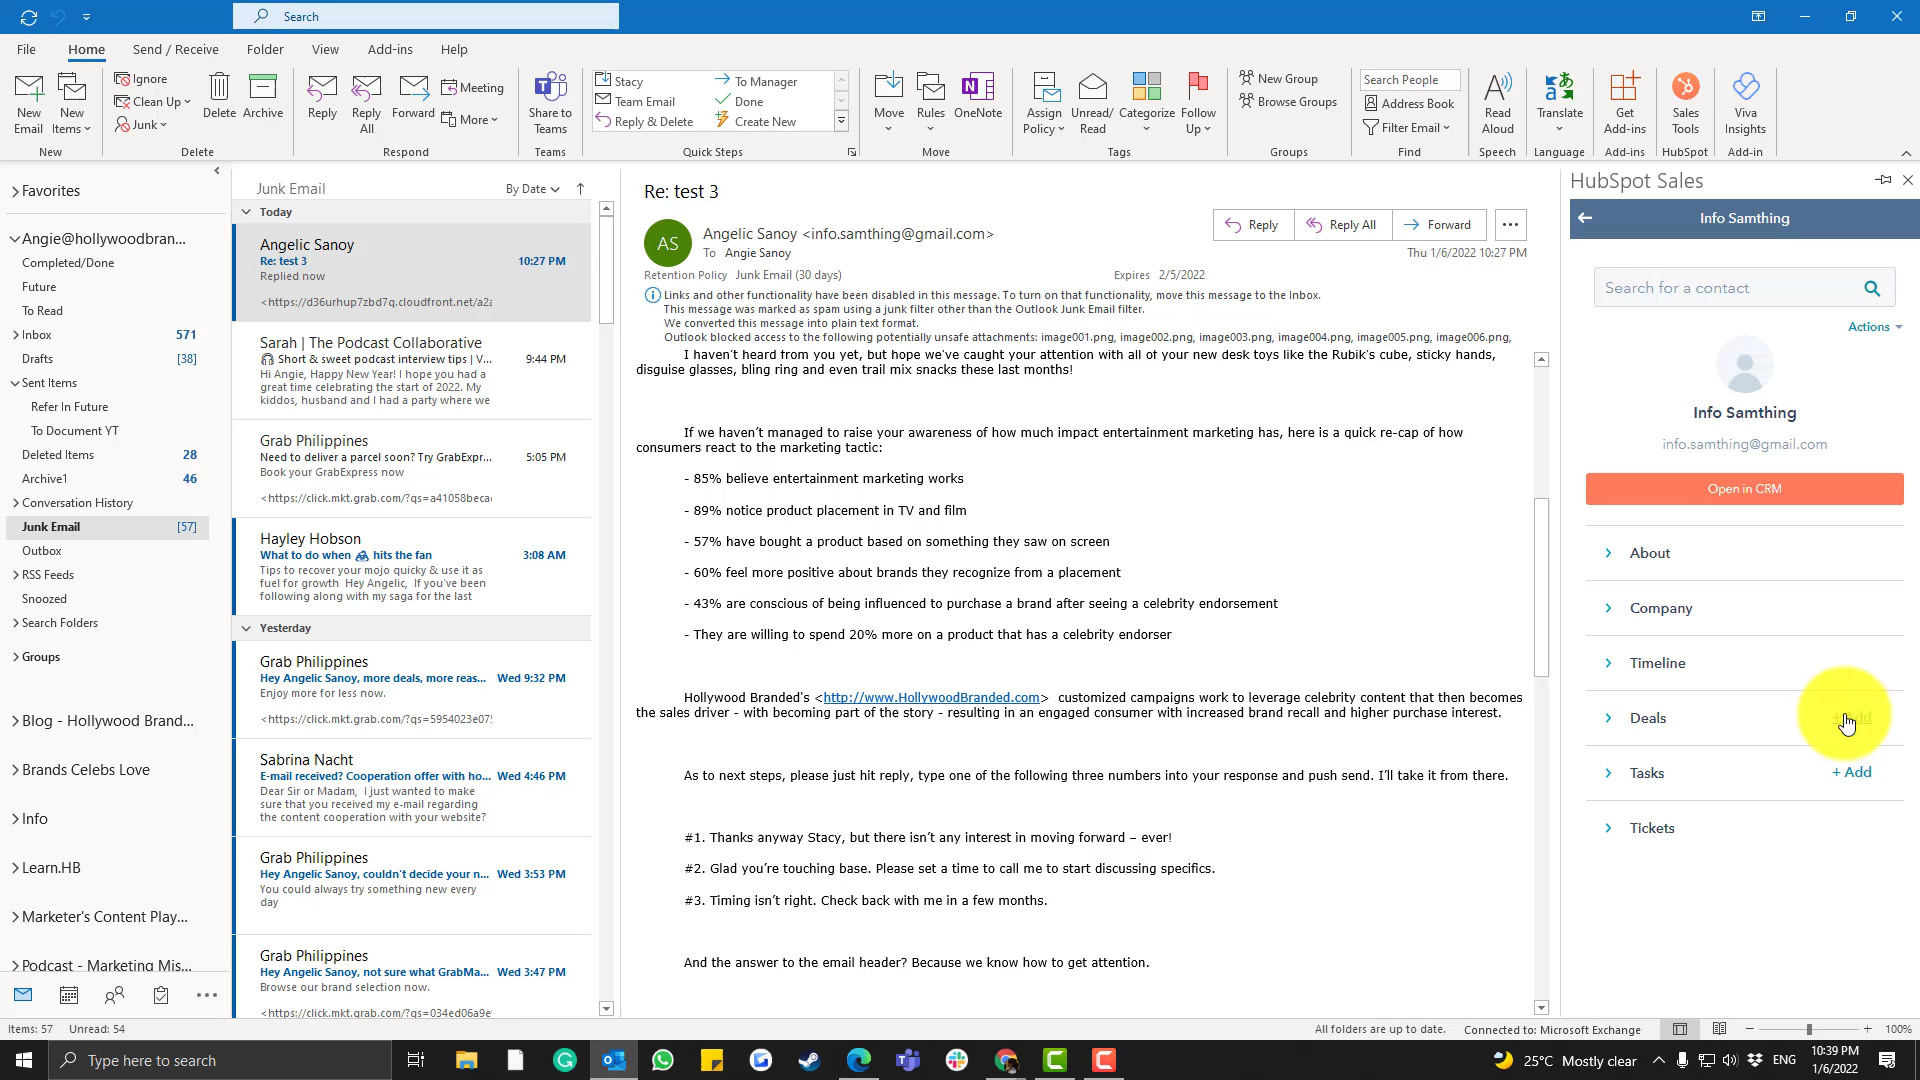 Search
File Home Send / Receive Folder View Add-ins Help
New Email
New Items
New
Ignore
Clean Up
Junk
Delete
Archive
Delete
Reply
Reply All
Forward
Meeting
More
Respond
Share to Teams
Teams
Stacy
Team Email
Reply & Delete
To Manager
Done
Create New
Quick Steps
Move
Rules
OneNote
Move
Assign Policy
Unread/ Read
Categorize
Follow Up
Tags
New Group
Browse Groups
Groups
Search People
Address Book
Filter Email
Find
Read Aloud
Speech
Translate
Language
Get Add-ins
Add-ins
Sales Tools
HubSpot
Viva Insights
Add-in
Favorites
Angie@hollywoodbran...
Completed/Done
Future
To Read
Inbox 571
Drafts [38]
Sent Items
Refer In Future
To Document YT
Deleted Items 28
Archive1 46
Conversation History
Junk Email [57]
Outbox
RSS Feeds
Snoozed
Search Folders
Groups
Blog - Hollywood Brand...
Brands Celebs Love
Info
Learn.HB
Marketer's Content Play...
Podcast - Marketing Mis...
Items: 57 Unread: 54
Junk Email By Date
Today
Angelic Sanoy
Re: test 3 10:27 PM
Replied now
<https://d36urhup7zbd7q.cloudfront.net/a2a
Sarah | The Podcast Collaborative
Short & sweet podcast interview tips | V... 9:44 PM
Hi Angie, Happy New Year! I hope you had a
great time celebrating the start of 2022. My
kiddos, husband and I had a party where we
Grab Philippines
Need to deliver a parcel soon? Try GrabExpr... 5:05 PM
Book your GrabExpress now
<https://click.mkt.grab.com/?qs=a41058beca
Hayley Hobson
What to do when hits the fan 3:08 AM
Tips to recover your mojo quicky & use it as
fuel for growth Hey Angelic, If you've been
following along with my saga for the last
Yesterday
Grab Philippines
Hey Angelic Sanoy, more deals, more reas... Wed 9:32 PM
Enjoy more for less now.
<https://click.mkt.grab.com/?qs=5954023e07
Sabrina Nacht
E-mail received? Cooperation offer with ho... Wed 4:46 PM
Dear Sir or Madam, I just wanted to make
sure that you received my e-mail regarding
the content cooperation with your website?
Grab Philippines
Hey Angelic Sanoy, couldn't decide your n... Wed 3:53 PM
You could always try something new every
day
Grab Philippines
Hey Angelic Sanoy, not sure what GrabMa... Wed 3:47 PM
Browse our brand selection now.
<https://click.mkt.grab.com/?qs=034ed06a9e
Re: test 3
AS
Angelic Sanoy <info.samthing@gmail.com>
To Angie Sanoy
Reply Reply All Forward
Thu 1/6/2022 10:27 PM
Retention Policy Junk Email (30 days) Expires 2/5/2022
Links and other functionality have been disabled in this message. To turn on that functionality, move this message to the Inbox.
This message was marked as spam using a junk filter other than the Outlook Junk Email filter.
We converted this message into plain text format.
Outlook blocked access to the following potentially unsafe attachments: image001.png, image002.png, image003.png, image004.png, image005.png, image006.png,
I haven't heard from you yet, but hope we've caught your attention with all of your new desk toys like the Rubik's cube, sticky hands,
disguise glasses, bling ring and even trail mix snacks these last months!
If we haven't managed to raise your awareness of how much impact entertainment marketing has, here is a quick re-cap of how
consumers react to the marketing tactic:
- 85% believe entertainment marketing works
- 89% notice product placement in TV and film
- 57% have bought a product based on something they saw on screen
- 60% feel more positive about brands they recognize from a placement
- 43% are conscious of being influenced to purchase a brand after seeing a celebrity endorsement
- They are willing to spend 20% more on a product that has a celebrity endorser
Hollywood Branded's <http://www.HollywoodBranded.com> customized campaigns work to leverage celebrity content that then becomes
the sales driver - with becoming part of the story - resulting in an engaged consumer with increased brand recall and higher purchase interest.
As to next steps, please just hit reply, type one of the following three numbers into your response and push send. I'll take it from there.
#1. Thanks anyway Stacy, but there isn't any interest in moving forward – ever!
#2. Glad you're touching base. Please set a time to call me to start discussing specifics.
#3. Timing isn't right. Check back with me in a few months.
And the answer to the email header? Because we know how to get attention.
All folders are up to date. Connected to: Microsoft Exchange 100%
HubSpot Sales
Info Samthing
Search for a contact
Actions
Info Samthing
info.samthing@gmail.com
Open in CRM
About
Company
Timeline
Deals + Add
Tasks + Add
Tickets
Type here to search
25°C Mostly clear
ENG
10:39 PM
1/6/2022